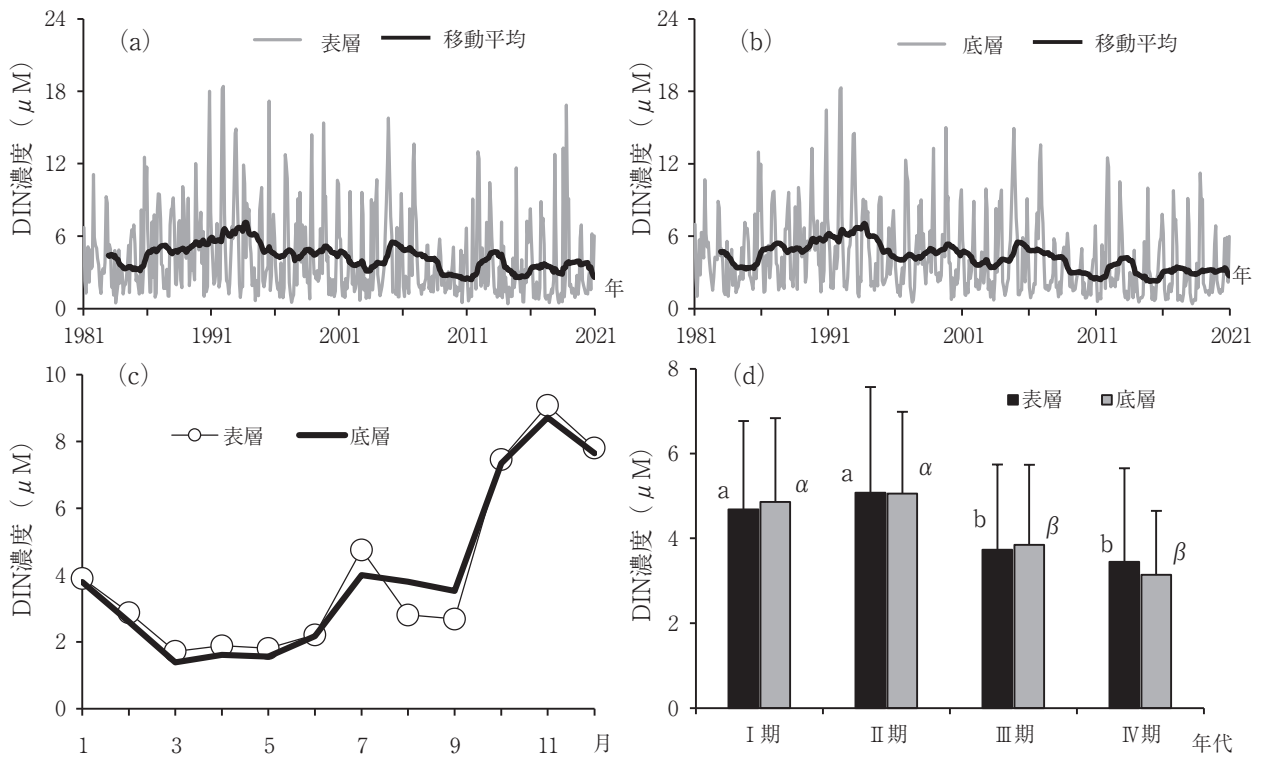 (a)
表層 移動平均
DIN濃度(μM)
24
18
12
6
0
1981 1991 2001 2011 2021
年
(b)
底層 移動平均
DIN濃度(μM)
24
18
12
6
0
1981 1991 2001 2011 2021
年
(c)
表層 底層
DIN濃度(μM)
10
8
6
4
2
0
1 3 5 7 9 11 月
(d)
表層 底層
DIN濃度(μM)
8
6
4
2
0
a α
a α
b β
b β
Ⅰ期 Ⅱ期 Ⅲ期 Ⅳ期 年代